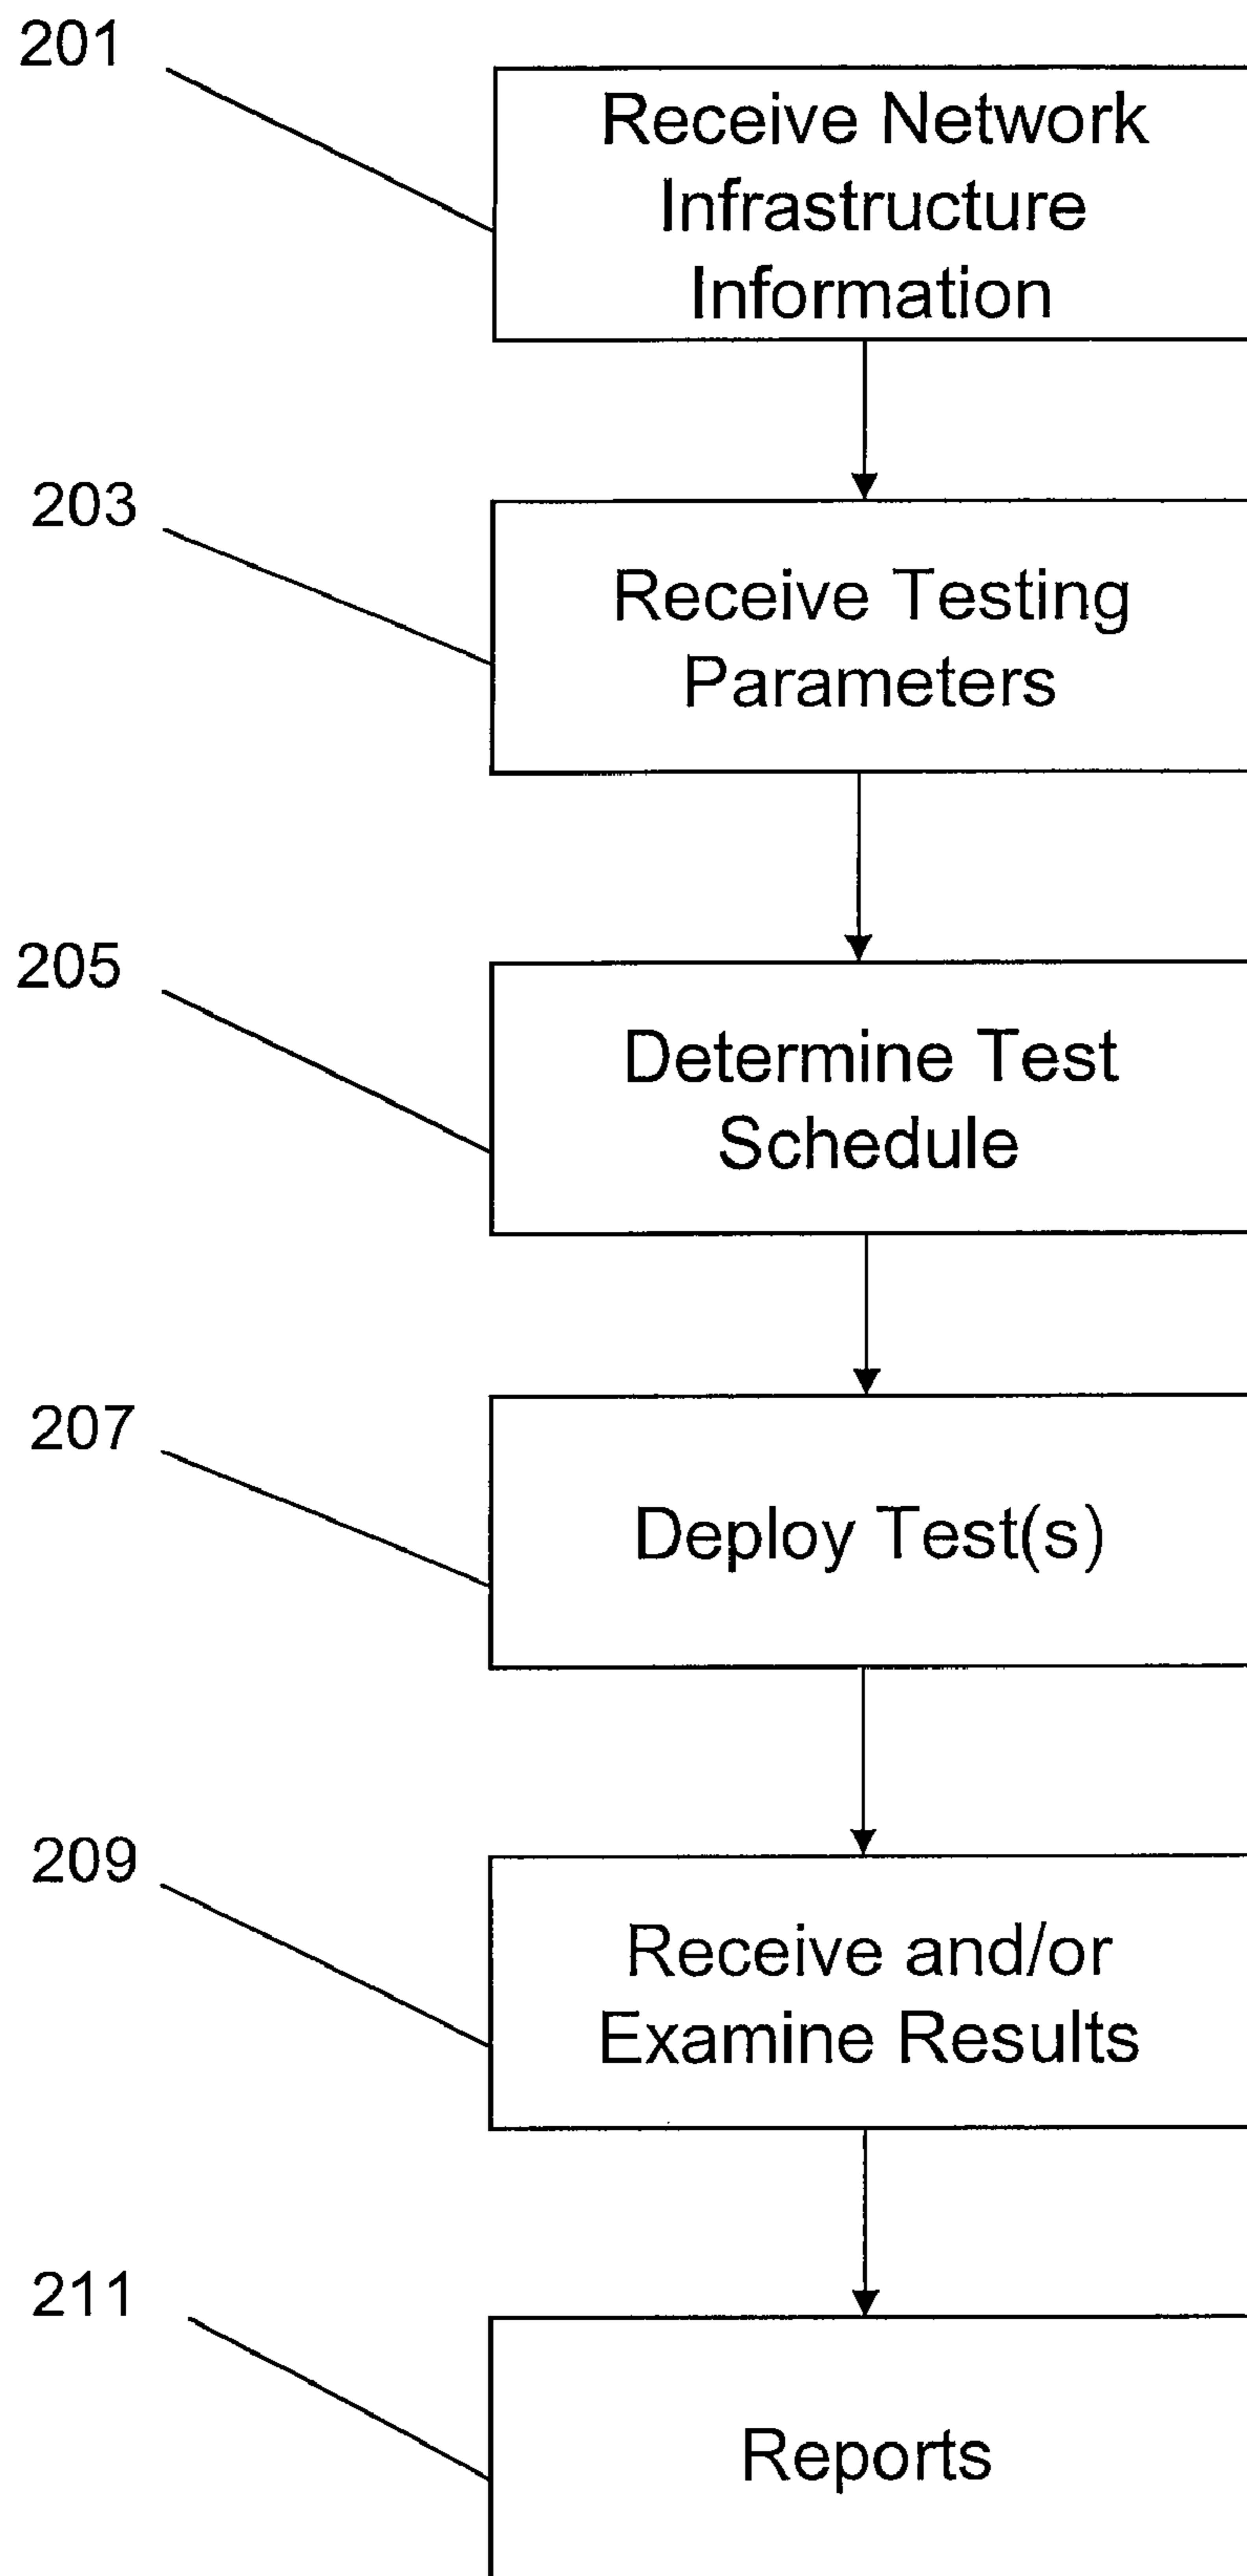 201
Receive Network
Infrastructure
Information
203
Receive Testing
Parameters
205
Determine Test
Schedule
207
Deploy Test(s)
209
Receive and/or
Examine Results
211
Reports